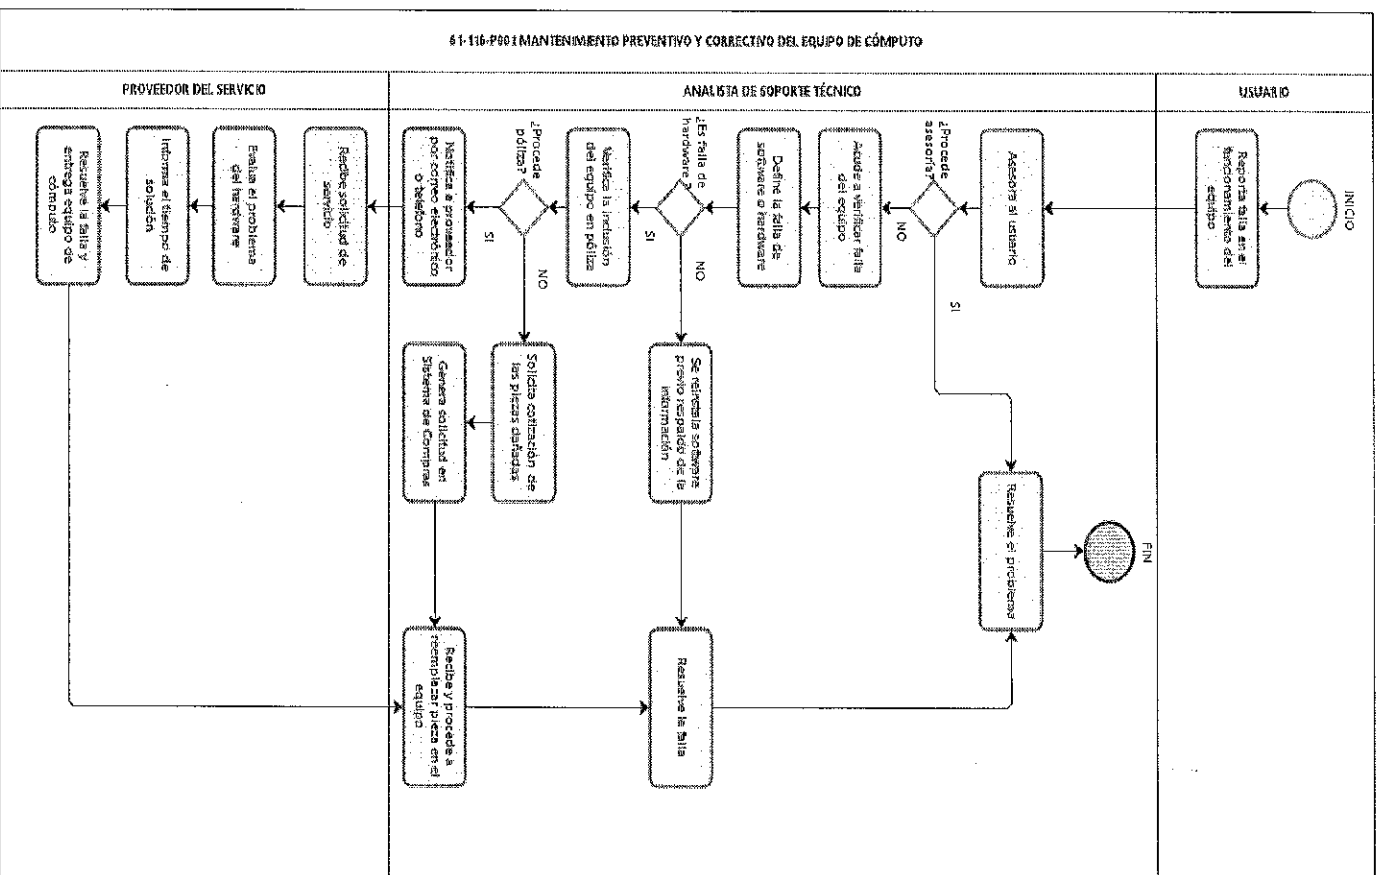 61-116-P001 MANTENIMIENTO PREVENTIVO Y CORRECTIVO DEL EQUIPO DE CÓMPUTO
PROVEEDOR DEL SERVICIO
ANALISTA DE SOPORTE TÉCNICO
USUARIO
INICIO
Reporta falla en el
funcionamiento del
equipo
Asesora al usuario
¿Procede
asesoría?
NO
SI
Acude a verificar falla
del equipo
Define la falla de
software o hardware
¿Es falla de
hardware?
SI
NO
Verifica la inclusión
del equipo en póliza
¿Procede
póliza?
SI
NO
Notifica a proveedor
por correo electrónico
o teléfono
Recibe solicitud de
servicio
Evalua el problema
del hardware
Informa el tiempo de
solución
Resuelve la falla y
entrega equipo de
cómputo
Solicita cotización de
las piezas dañadas
Genera solicitud en
Sistema de Compras
Se reinstala software
previo respaldo de la
información
Recibe y procede a
reemplazar pieza en el
equipo
Resuelve la falla
Resuelve el problema
FIN